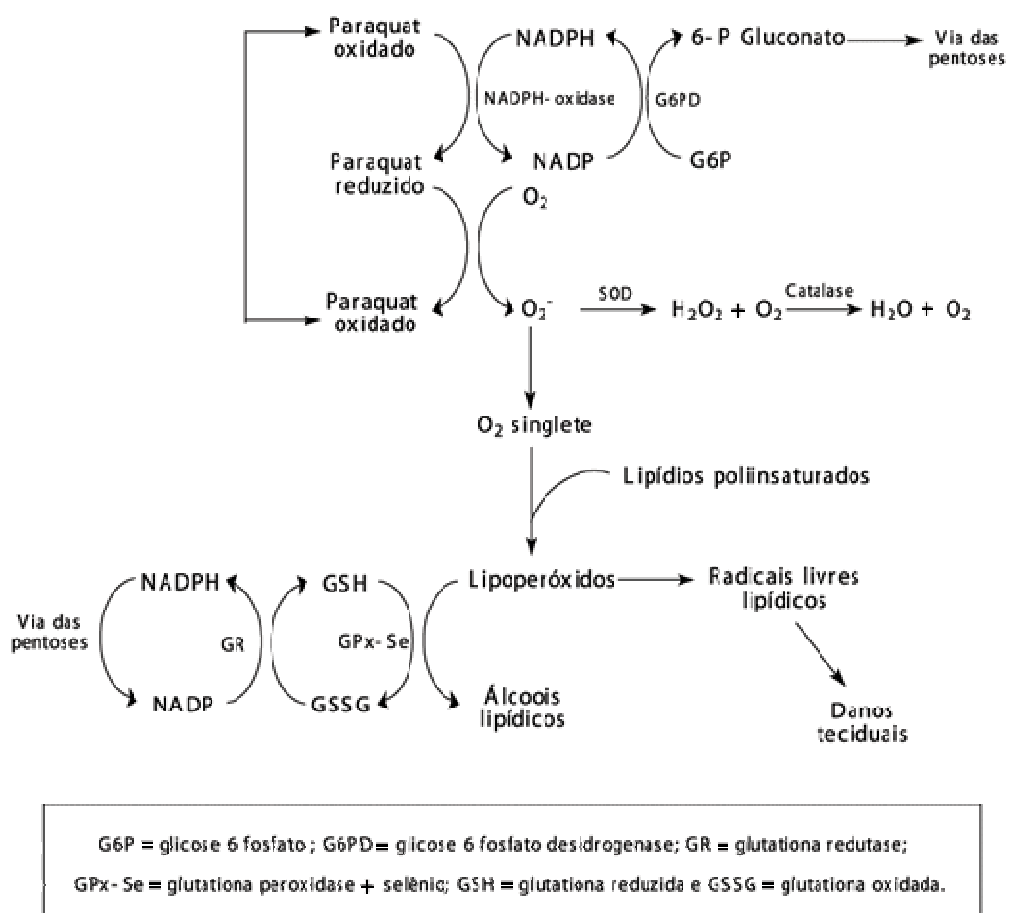 Paraquat
oxidado
NADPH
6- P Gluconato
Via das
pentoses
NADPH- oxidase
G6PD
Paraquat
reduzido
NADP
G6P
O₂
Paraquat
oxidado
O₂⁻
SOD
H₂O₂ + O₂
Catalase
H₂O + O₂
O₂ singlete
Lipídios poliinsaturados
NADPH
GSH
Lipoperóxidos
Radicais livres
lipídicos
Via das
pentoses
GR
GPx- Se
NADP
GSSG
Álcoois
lipídicos
Danos
teciduais
G6P = glicose 6 fosfato ; G6PD= glicose 6 fosfato desidrogenase; GR = glutationa redutase;
GPx- Se = glutationa peroxidase + selênio; GSH = glutationa reduzida e GSSG = glutationa oxidada.